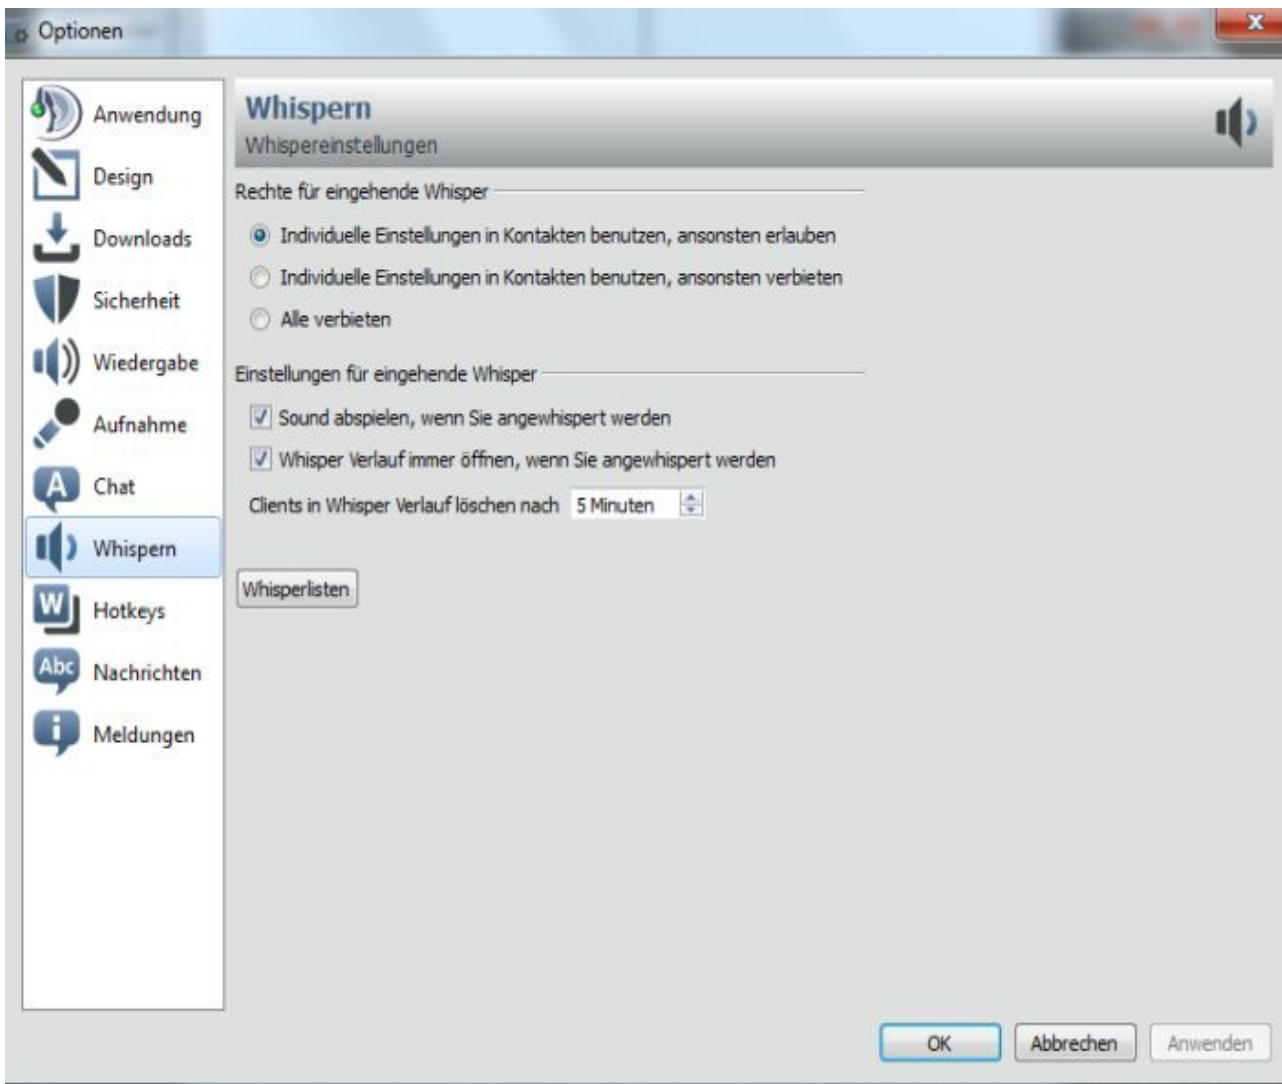 Optionen
Anwendung
Design
Downloads
Sicherheit
Wiedergabe
Aufnahme
A
Chat
Whispern
W
Hotkeys
Abc
Nachrichten
i
Meldungen
Whispern
Whispereinstellungen
Rechte für eingehende Whisper
Individuelle Einstellungen in Kontakten benutzen, ansonsten erlauben
Individuelle Einstellungen in Kontakten benutzen, ansonsten verbieten
Alle verbieten
Einstellungen für eingehende Whisper
Sound abspielen, wenn Sie angewhispert werden
Whisper Verlauf immer öffnen, wenn Sie angewhispert werden
Clients in Whisper Verlauf löschen nach 5 Minuten
Whisperlisten
OK Abbrechen Anwenden